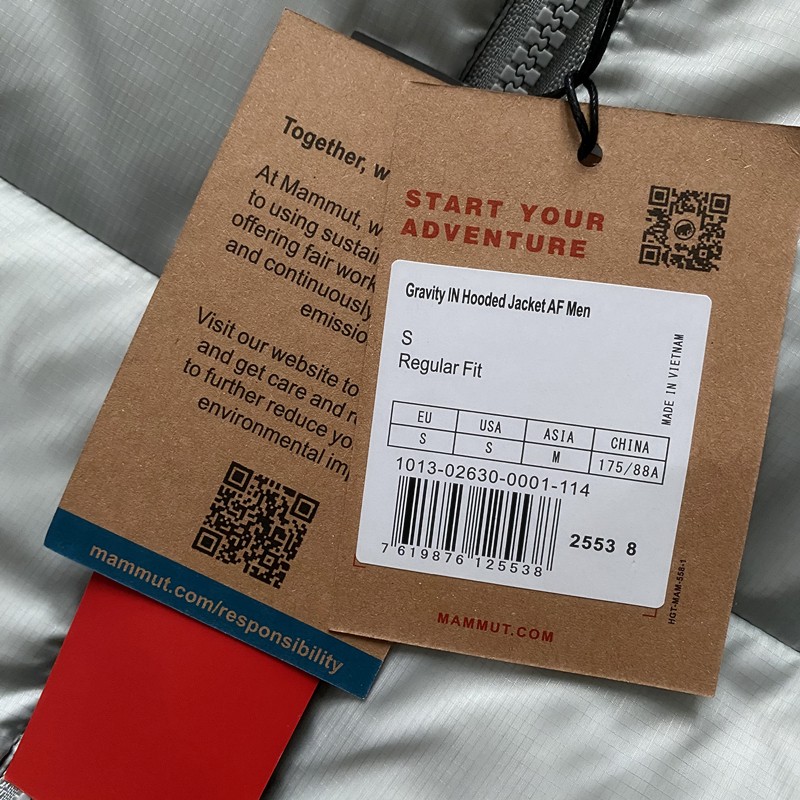 Together, w
At Mammut, w
to using sustai
offering fair work
and continuously
emissio
Visit our website to
and get care and r
to further reduce yo
environmental imp
mammut.com/responsibility
START YOUR
ADVENTURE
Gravity IN Hooded Jacket AF Men
S
Regular Fit
MADE IN VIETNAM
EU USA ASIA CHINA
S S M 175/88A
1013-02630-0001-114
2553 8
7 619876 125538
HGT-MAM-558-1
MAMMUT.COM